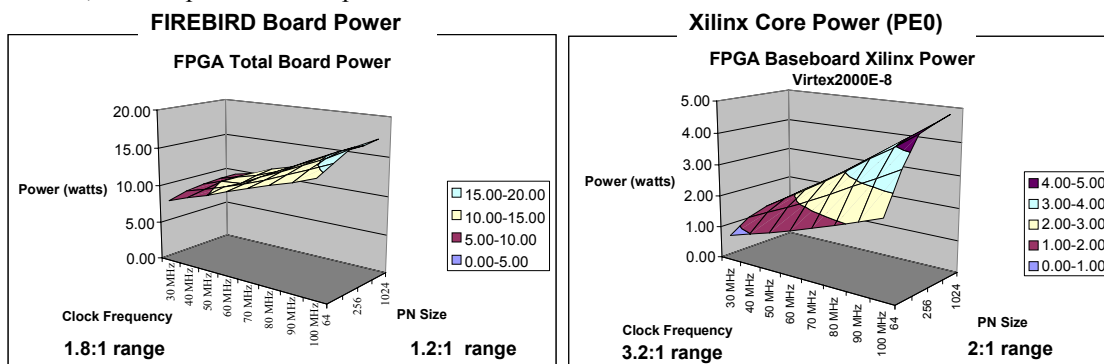 FIREBIRD Board Power
FPGA Total Board Power
20.00
15.00
10.00
5.00
0.00
Power (watts)
30 MHz
40 MHz
50 MHz
60 MHz
70 MHz
80 MHz
90 MHz
100 MHz
64
256
1024
Clock Frequency
PN Size
15.00-20.00
10.00-15.00
5.00-10.00
0.00-5.00
1.8:1 range
1.2:1 range
Xilinx Core Power (PE0)
FPGA Baseboard Xilinx Power
Virtex2000E-8
5.00
4.00
3.00
2.00
1.00
0.00
Power (watts)
30 MHz
40 MHz
50 MHz
60 MHz
70 MHz
80 MHz
90 MHz
100 MHz
64
256
1024
Clock Frequency
PN Size
4.00-5.00
3.00-4.00
2.00-3.00
1.00-2.00
0.00-1.00
3.2:1 range
2:1 range